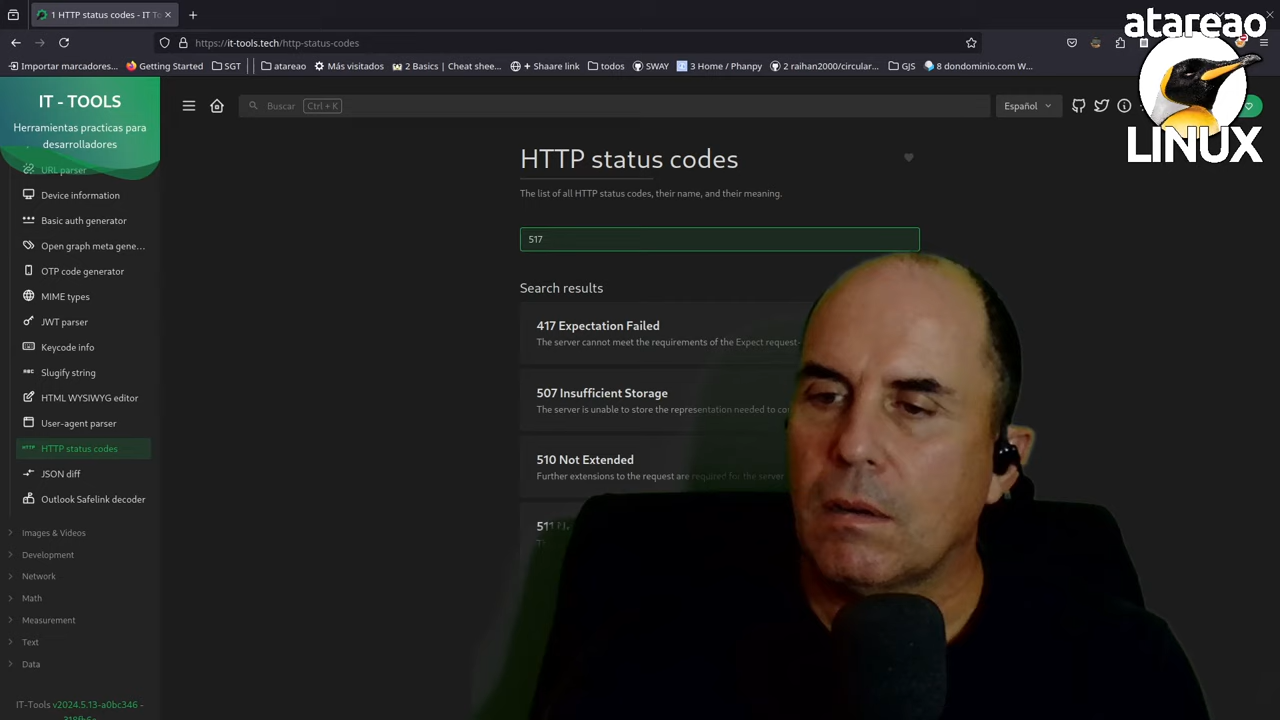 1 HTTP status codes - IT To
https://it-tools.tech/http-status-codes
Importar marcadores...
Getting Started
SGT
atareao
Más visitados
2 Basics | Cheat shee...
+ Share link
todos
SWAY
3 Home / Phanpy
2 raihan2000/circular...
GJS
8 dondominio.com W...
atareao
LINUX
IT - TOOLS
Herramientas practicas para
desarrolladores
Buscar
Ctrl + K
Español
URL parser
Device information
Basic auth generator
Open graph meta gene...
OTP code generator
MIME types
JWT parser
Keycode info
Slugify string
HTML WYSIWYG editor
User-agent parser
HTTP status codes
JSON diff
Outlook Safelink decoder
Images & Videos
Development
Network
Math
Measurement
Text
Data
IT-Tools v2024.5.13-a0bc346 -
HTTP status codes
The list of all HTTP status codes, their name, and their meaning.
517
Search results
417 Expectation Failed
The server cannot meet the requirements of the Expect request-
507 Insufficient Storage
The server is unable to store the representation needed to co
510 Not Extended
Further extensions to the request are required for the server
511